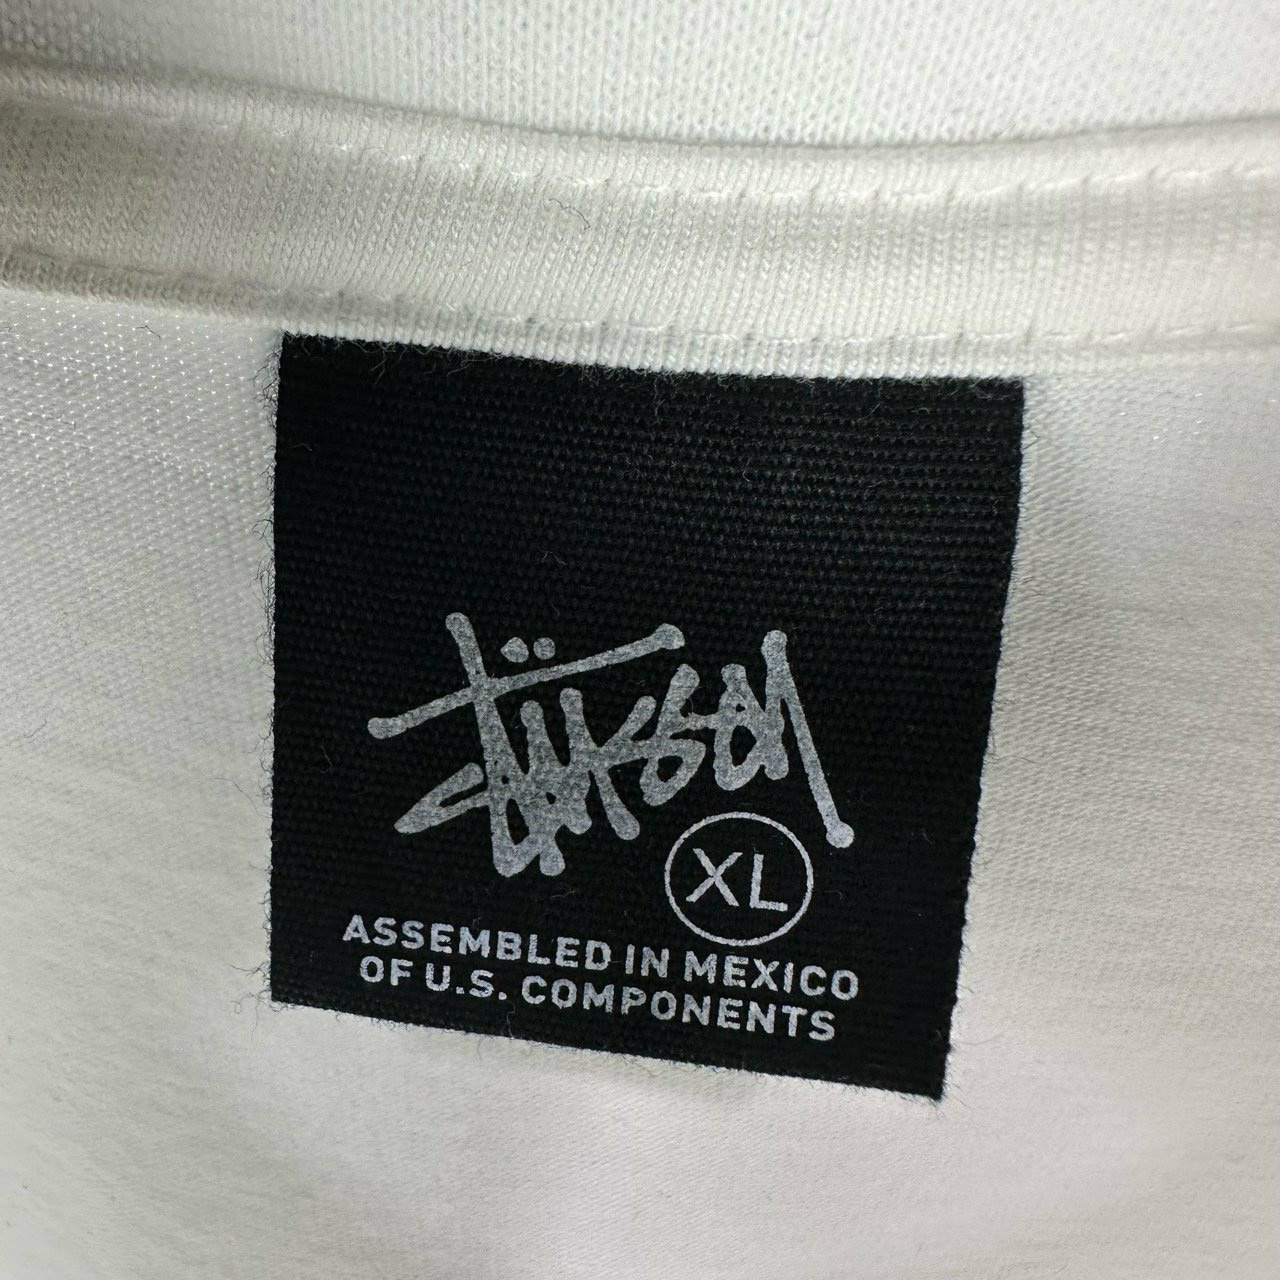 Stüssy
XL
ASSEMBLED IN MEXICO
OF U.S. COMPONENTS